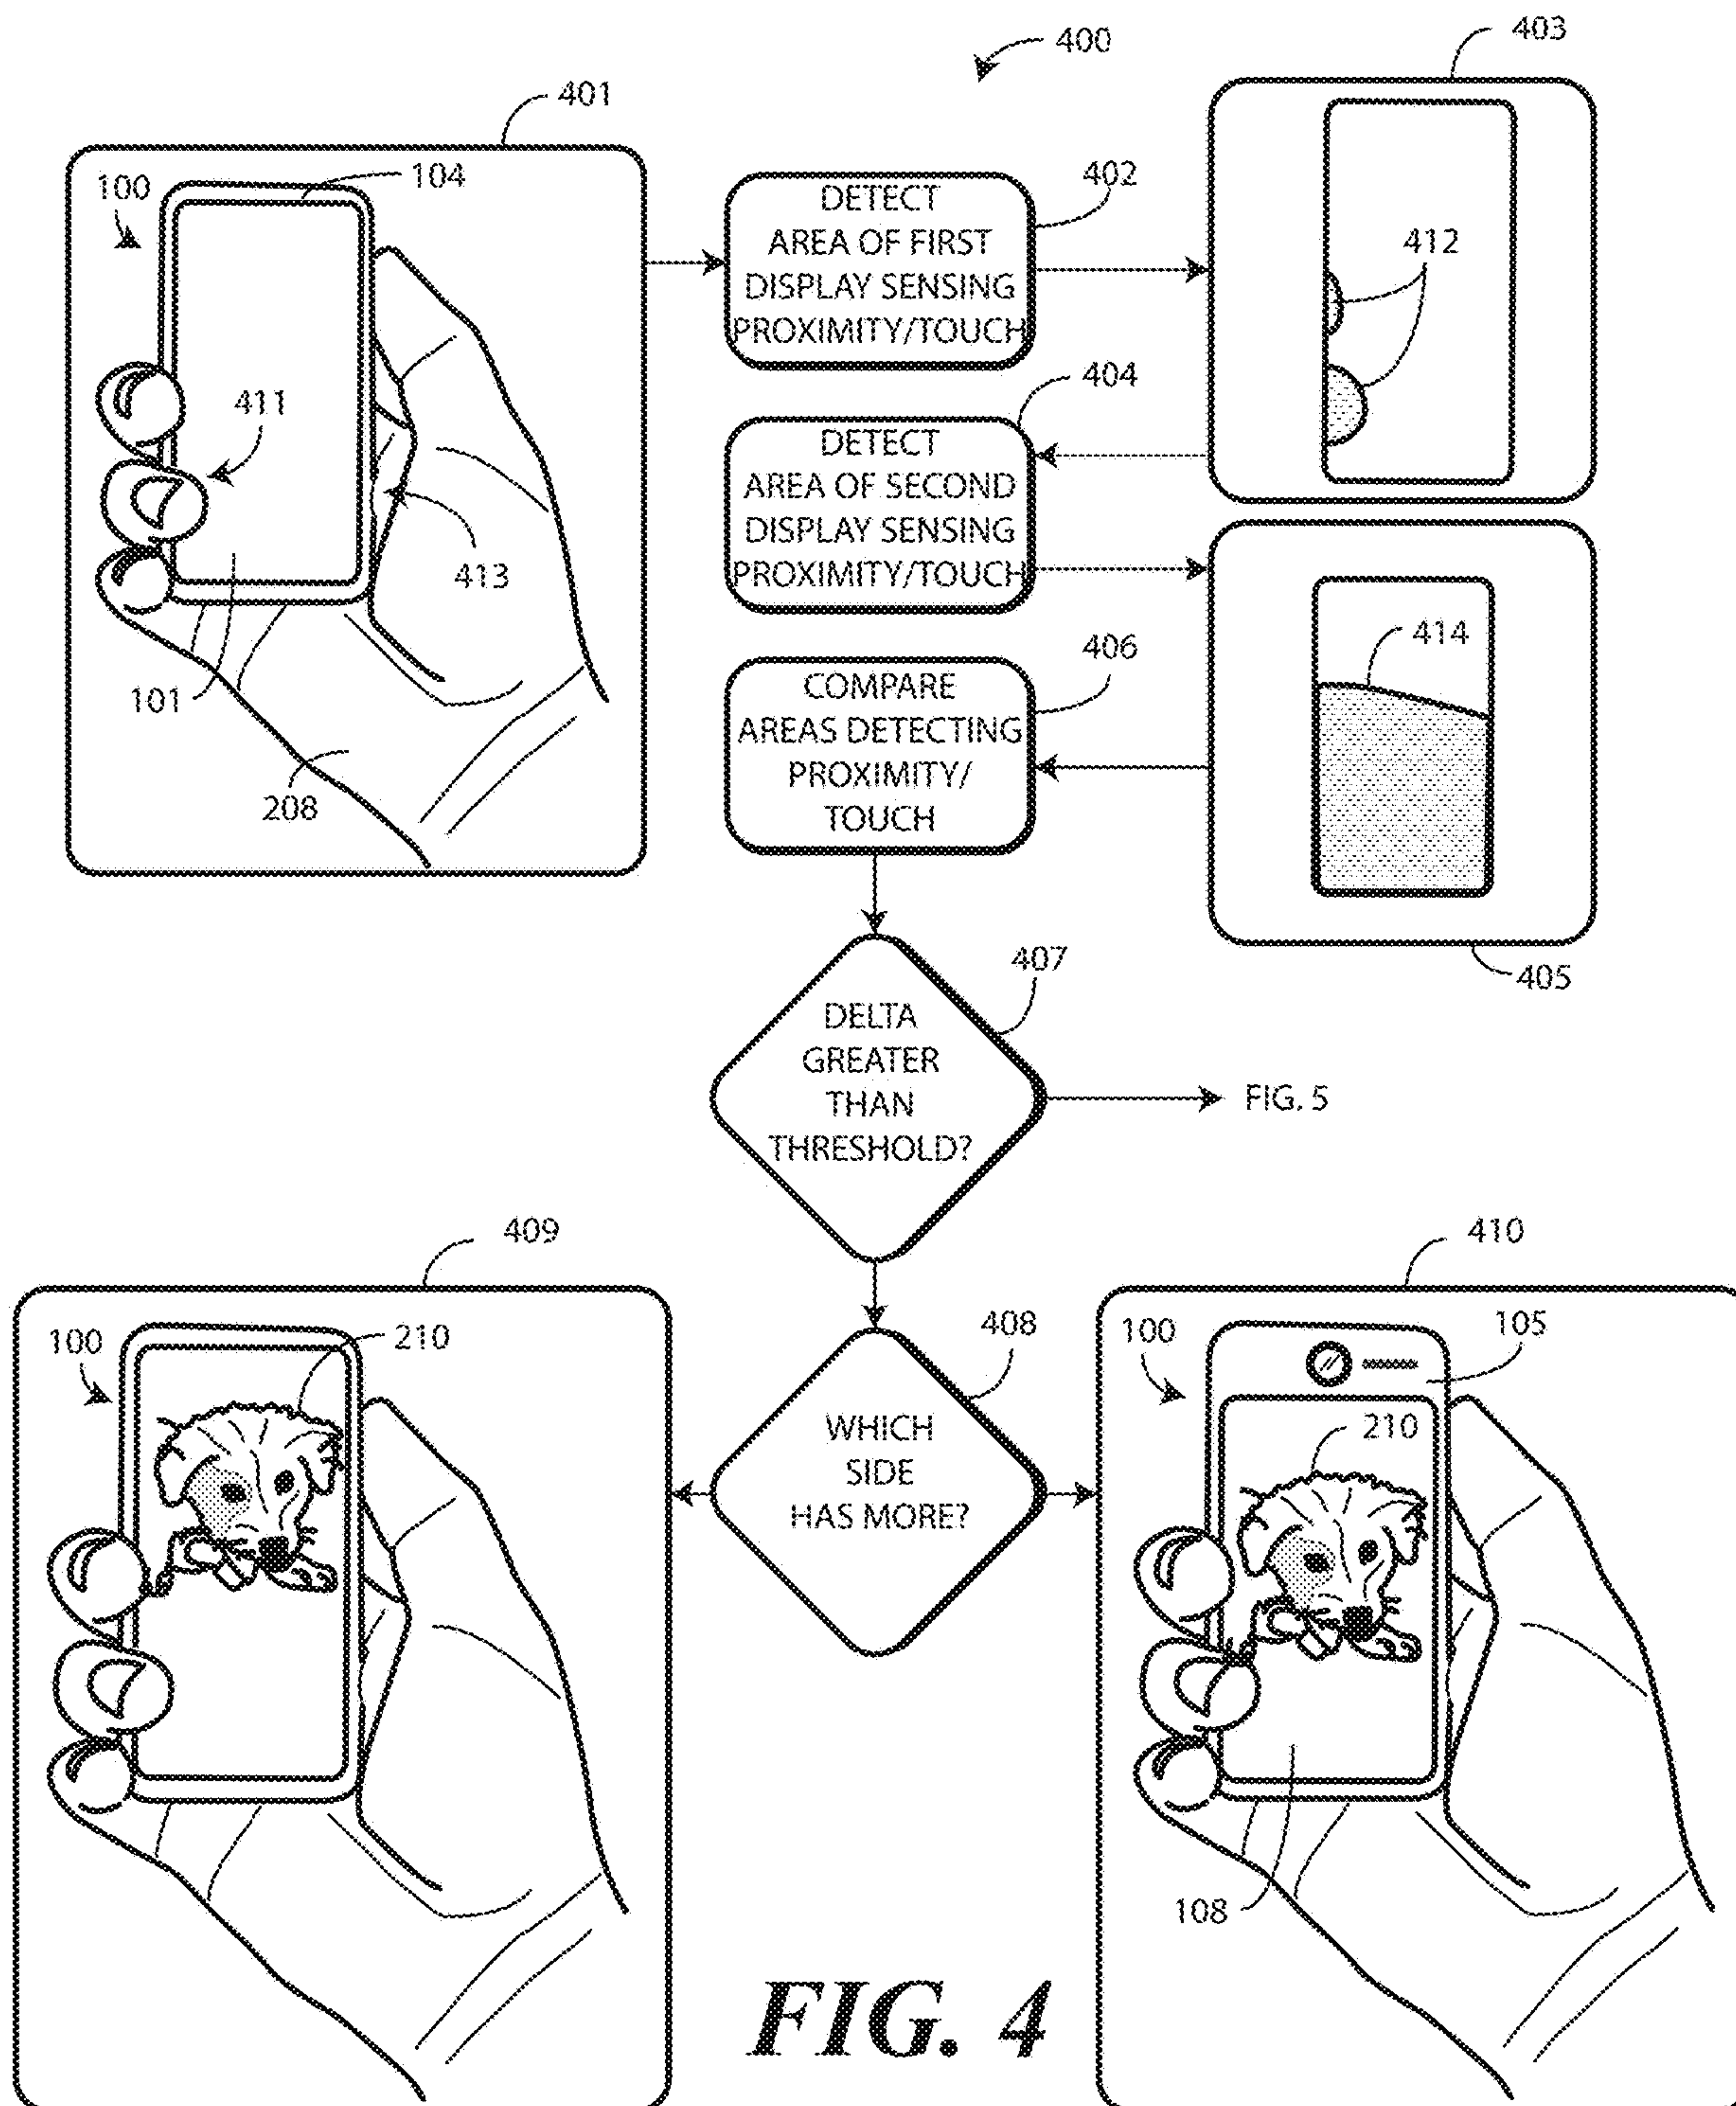 400
403
401
104
100
402
DETECT
AREA OF FIRST
DISPLAY SENSING
PROXIMITY/TOUCH
412
411
404
DETECT
AREA OF SECOND
DISPLAY SENSING
PROXIMITY/TOUCH
413
101
208
406
COMPARE
AREAS DETECTING
PROXIMITY/
TOUCH
414
405
407
DELTA
GREATER
THAN
THRESHOLD?
FIG. 5
409
410
100
210
408
WHICH
SIDE
HAS MORE?
100
105
210
108
FIG. 4